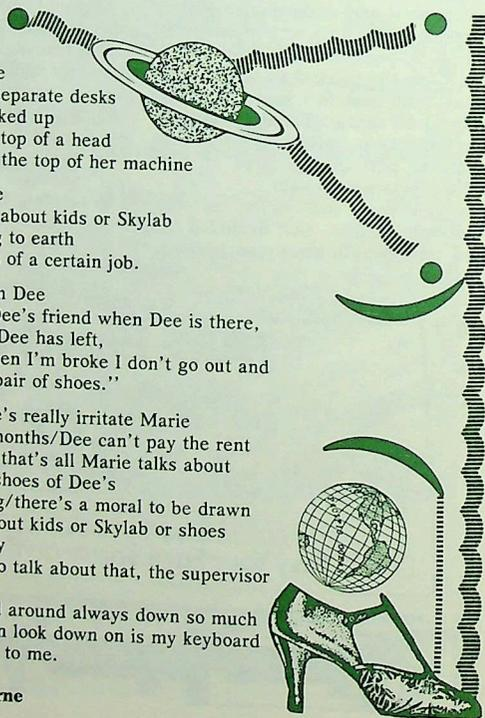 e
eparate desks
ked up
top of a head
the top of her machine
e
about kids or Skylab
to earth
of a certain job.
n Dee
ee's friend when Dee is there,
Dee has left,
en I'm broke I don't go out and
pair of shoes."
e's really irritate Marie
months/Dee can't pay the rent
that's all Marie talks about
shoes of Dee's
g/there's a moral to be drawn
out kids or Skylab or shoes
y
o talk about that, the supervisor
around always down so much
n look down on is my keyboard
to me.
rne